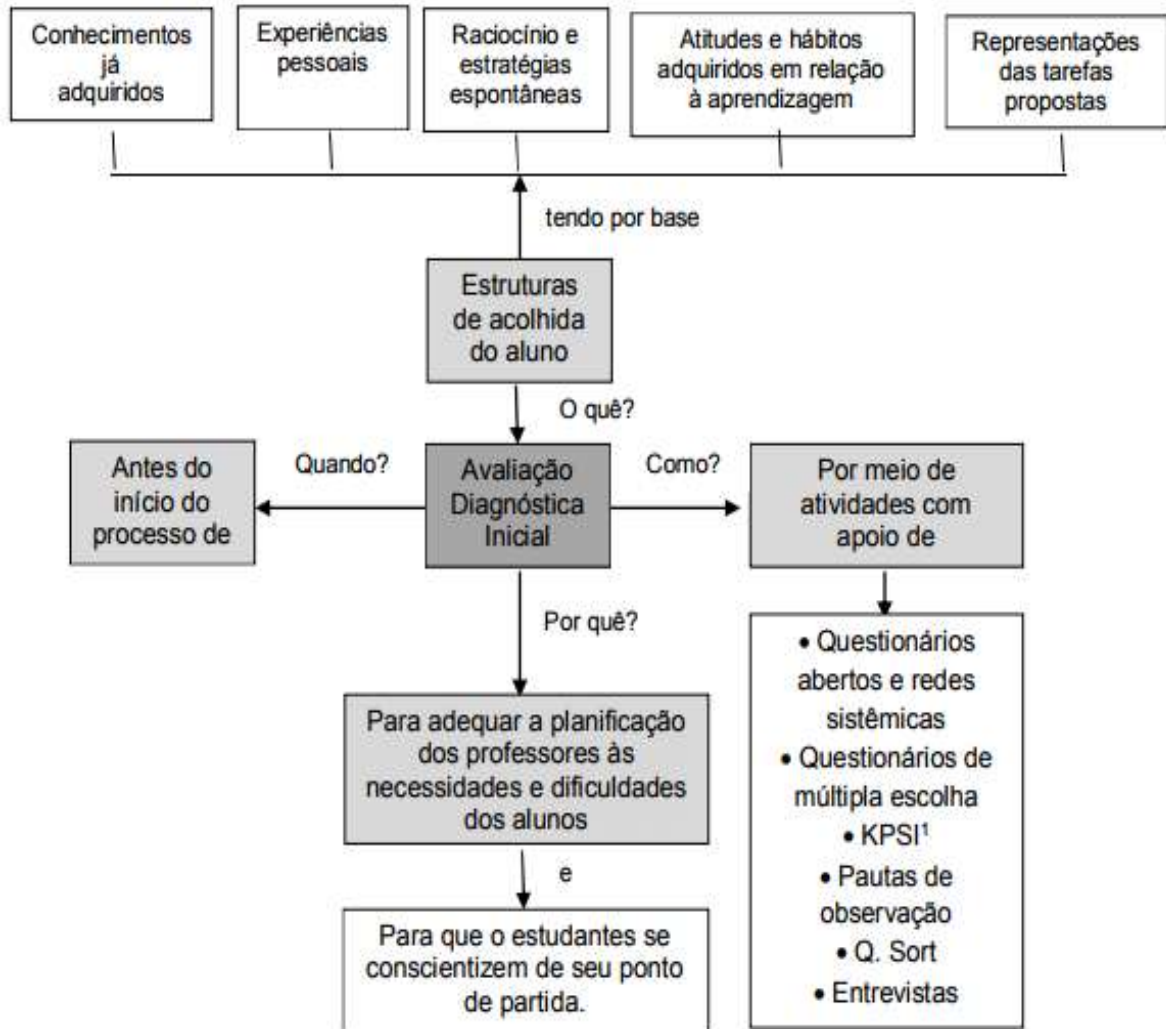 Conhecimentos
já
adquiridos
Experiências
pessoais
Raciocínio e
estratégias
espontâneas
Atitudes e hábitos
adquiridos em relação
à aprendizagem
Representações
das tarefas
propostas
tendo por base
Estruturas
de acolhida
do aluno
O quê?
Antes do
início do
processo de
Quando?
Avaliação
Diagnóstica
Inicial
Como?
Por meio de
atividades com
apoio de
Por quê?
Para adequar a planificação
dos professores às
necessidades e dificuldades
dos alunos
e
Para que o estudantes se
conscientizem de seu ponto
de partida.
• Questionários
abertos e redes
sistêmicas
• Questionários de
múltipla escolha
• KPSI¹
• Pautas de
observação
• Q. Sort
• Entrevistas